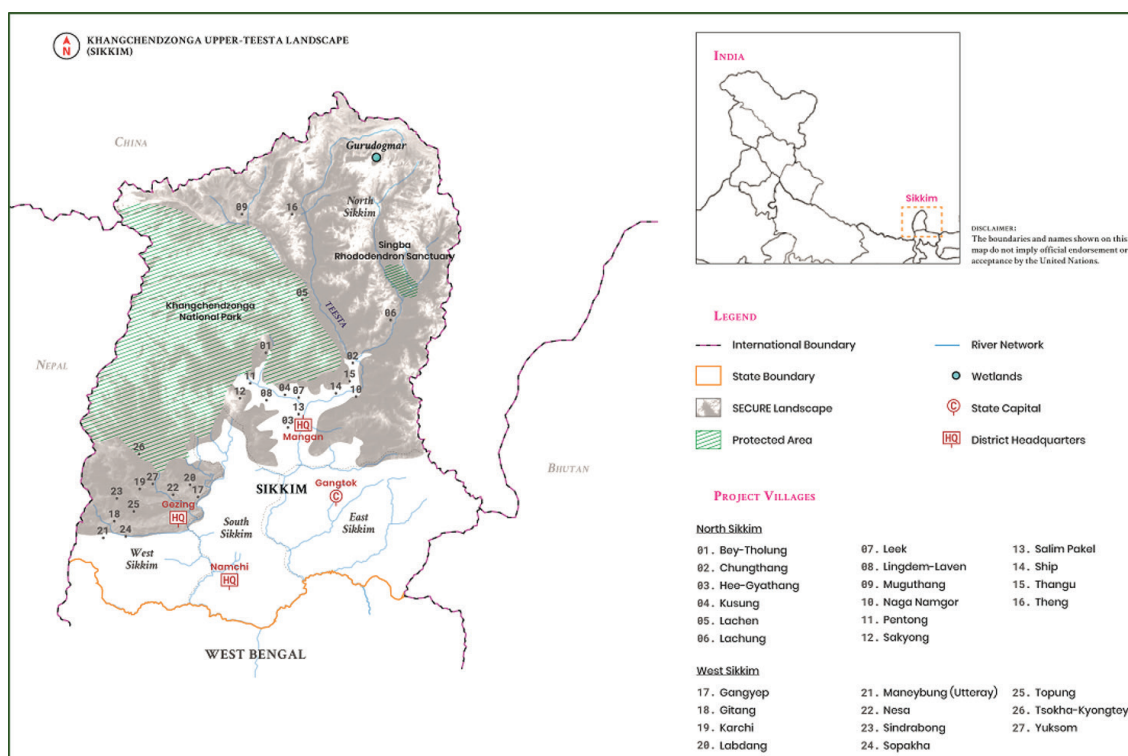 KHANGCHENDZONGA UPPER-TEESTA LANDSCAPE
(SIKKIM)
N
CHINA
Gurudogmar
09
16
North
Sikkim
Singba
Rhododendron Sanctuary
05
TEESTA
Khangchendzonga
National Park
06
NEPAL
01
02
11
15
12
08
04
07
14
10
13
03
HQ
Mangan
26
BHUTAN
19
27
20
23
22
17
SIKKIM
Gangtok
C
25
Gezing
HQ
18
South
Sikkim
East
Sikkim
21
24
West
Sikkim
Namchi
HQ
WEST BENGAL
INDIA
Sikkim
DISCLAIMER:
The boundaries and names shown on this
map do not imply official endorsement or
acceptance by the United Nations.
LEGEND
International Boundary
River Network
State Boundary
Wetlands
SECURE Landscape
C State Capital
Protected Area
HQ District Headquarters
PROJECT VILLAGES
North Sikkim
01. Bey-Tholung
02. Chungthang
03. Hee-Gyathang
04. Kusung
05. Lachen
06. Lachung
07. Leek
08. Lingdem-Laven
09. Muguthang
10. Naga Namgor
11. Pentong
12. Sakyong
13. Salim Pakel
14. Ship
15. Thangu
16. Theng
West Sikkim
17. Gangyep
18. Gitang
19. Karchi
20. Labdang
21. Maneybung (Utteray)
22. Nesa
23. Sindrabong
24. Sopakha
25. Topung
26. Tsokha-Kyongtey
27. Yuksom